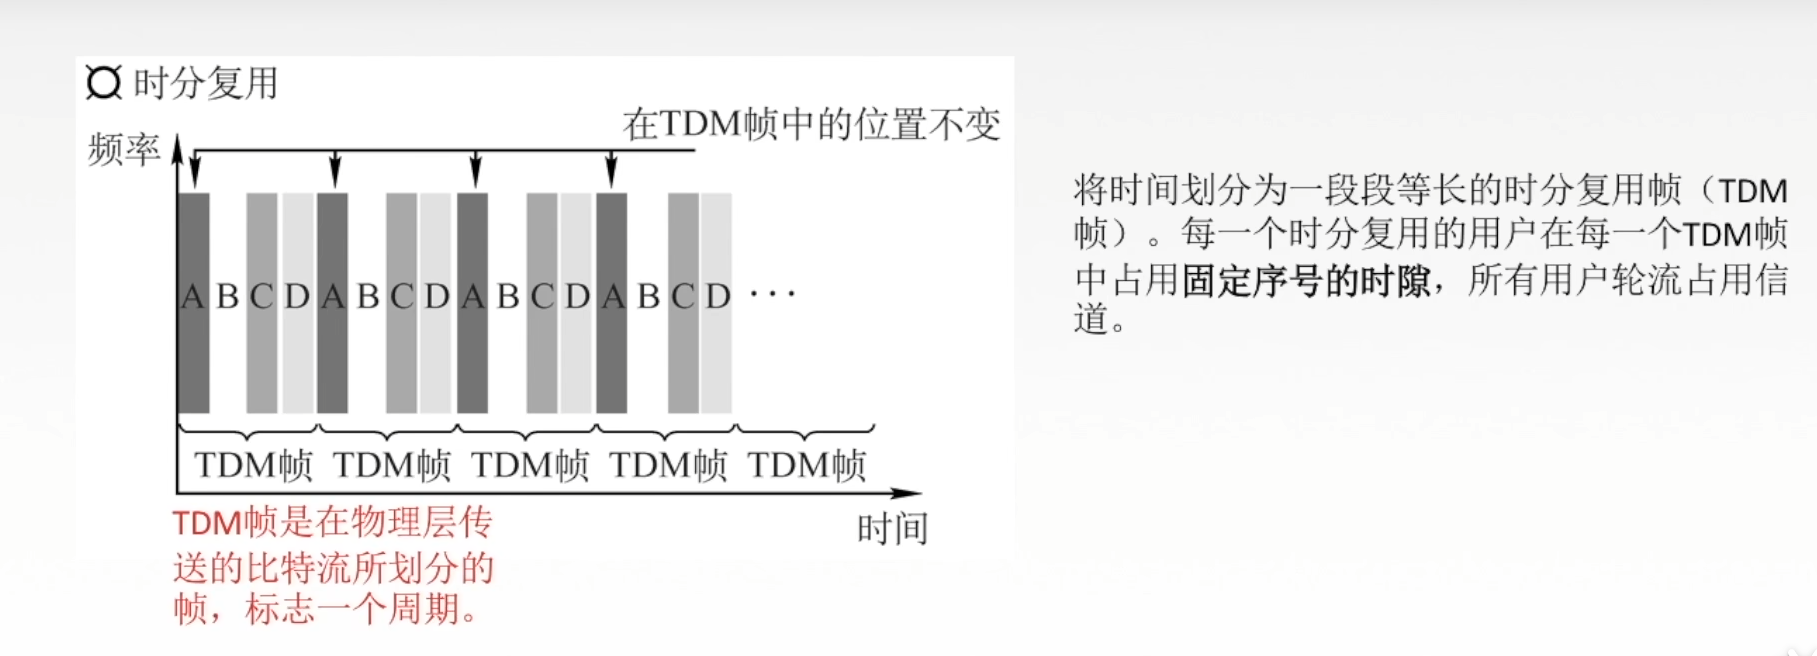 ¤ 时分复用
在TDM帧中的位置不变
频率
A B C D A B C D A B C D A B C D ···
TDM帧 TDM帧 TDM帧 TDM帧 TDM帧
时间
TDM帧是在物理层传
送的比特流所划分的
帧，标志一个周期。
将时间划分为一段段等长的时分复用帧（TDM
帧）。每一个时分复用的用户在每一个TDM帧
中占用固定序号的时隙，所有用户轮流占用信
道。